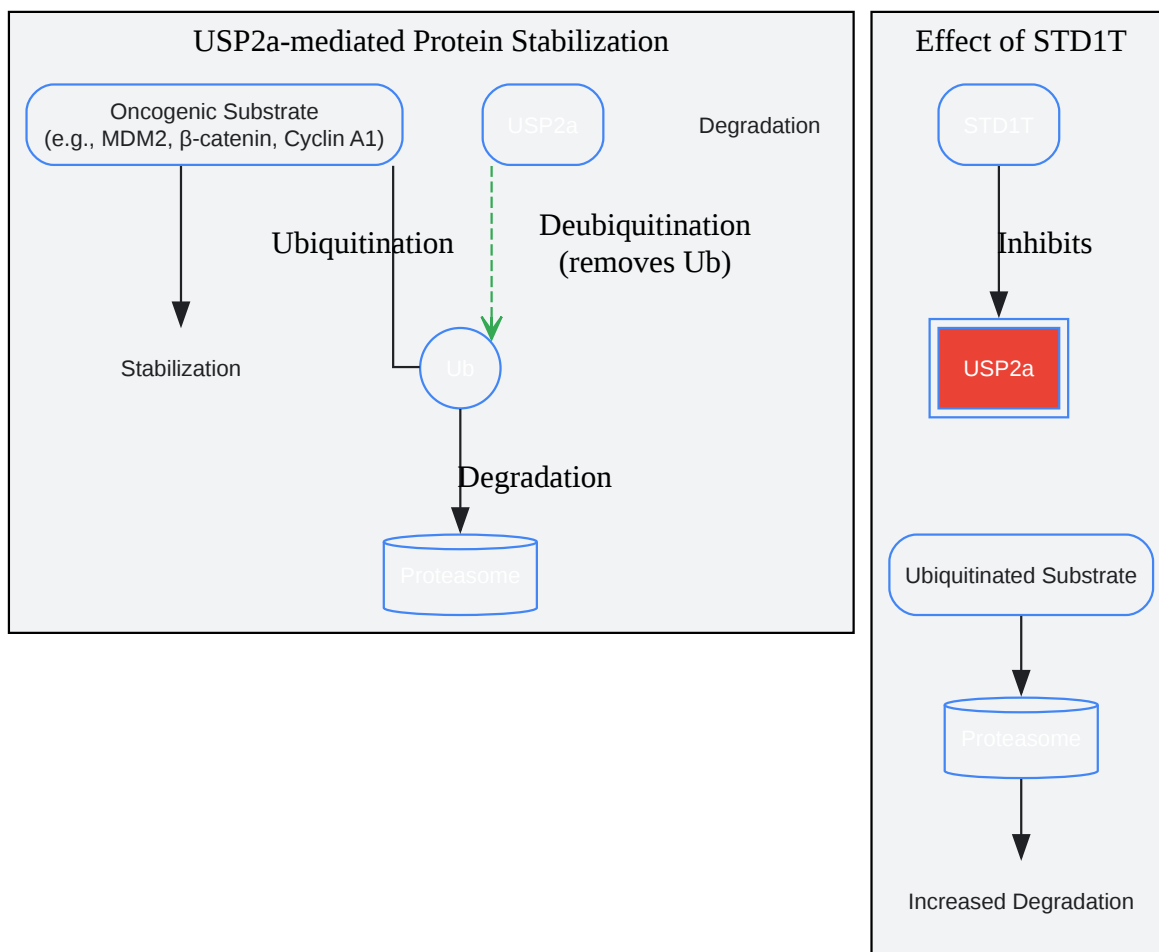 USP2a-mediated Protein Stabilization
Oncogenic Substrate
(e.g., MDM2, β-catenin, Cyclin A1)
USP2a
Degradation
Ubiquitination
Deubiquitination
(removes Ub)
Stabilization
Ub
Degradation
Proteasome
Effect of STD1T
STD1T
Inhibits
USP2a
Ubiquitinated Substrate
Proteasome
Increased Degradation